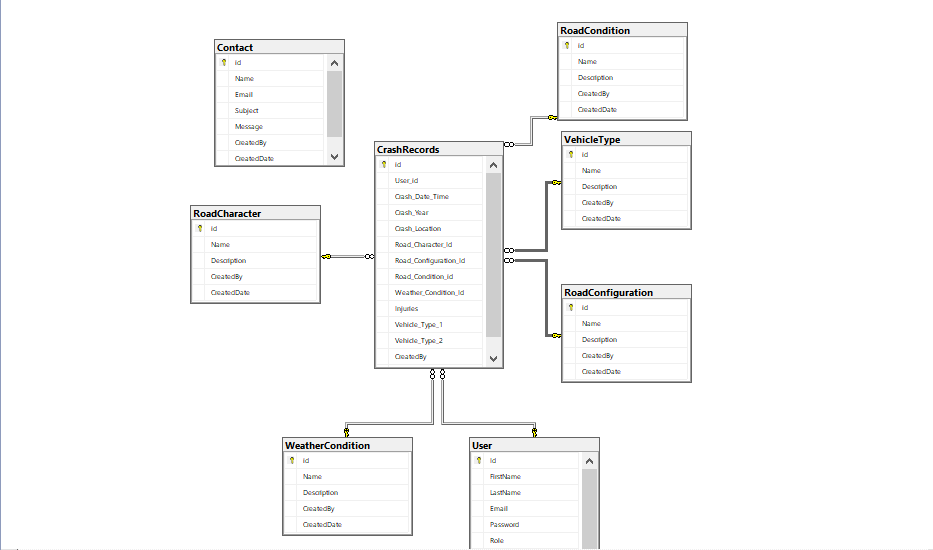 Contact
id
Name
Email
Subject
Message
CreatedBy
CreatedDate
RoadCondition
id
Name
Description
CreatedBy
CreatedDate
VehicleType
id
Name
Description
CreatedBy
CreatedDate
CrashRecords
id
User_id
Crash_Date_Time
Crash_Year
Crash_Location
Road_Character_id
Road_Configuration_id
Road_Condition_id
Weather_Condition_id
Injuries
Vehicle_Type_1
Vehicle_Type_2
CreatedBy
RoadCharacter
id
Name
Description
CreatedBy
CreatedDate
RoadConfiguration
id
Name
Description
CreatedBy
CreatedDate
WeatherCondition
id
Name
Description
CreatedBy
CreatedDate
User
id
FirstName
LastName
Email
Password
Role